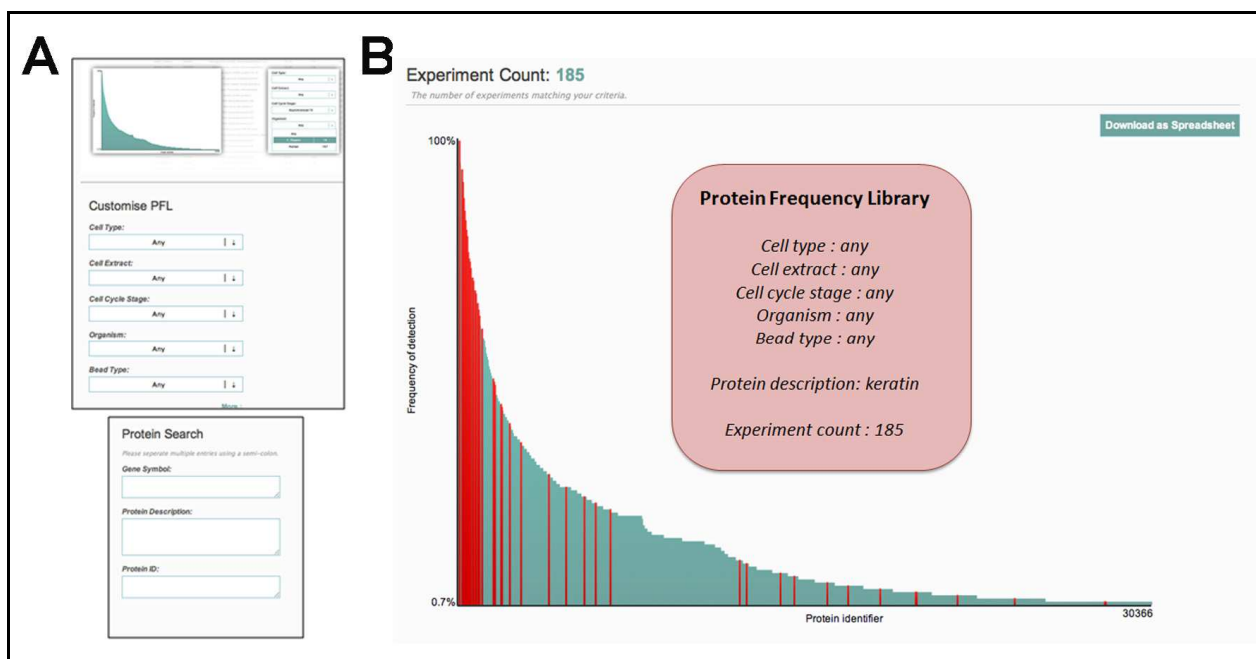 A
Customise PFL
Cell Type:
Any
Cell Extract:
Any
Cell Cycle Stage:
Any
Organism:
Any
Bead Type:
Any
Protein Search
Please seperate multiple entries using a semi-colon.
Gene Symbol:
Protein Description:
Protein ID:
B
Experiment Count: 185
The number of experiments matching your criteria.
Download as Spreadsheet
100%
Frequency of detection
0.7%
Protein identifier
30366
Protein Frequency Library
Cell type : any
Cell extract : any
Cell cycle stage : any
Organism : any
Bead type : any
Protein description: keratin
Experiment count : 185